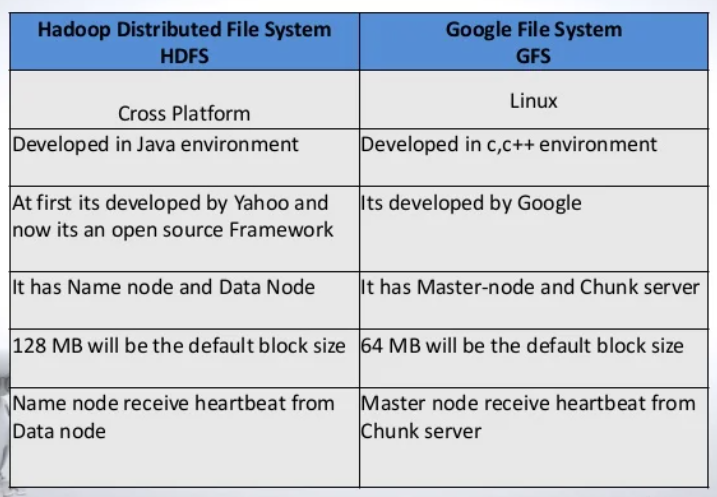 Hadoop Distributed File System
HDFS
Google File System
GFS
Cross Platform
Linux
Developed in Java environment
Developed in c,c++ environment
At first its developed by Yahoo and
now its an open source Framework
Its developed by Google
It has Name node and Data Node
It has Master-node and Chunk server
128 MB will be the default block size
64 MB will be the default block size
Name node receive heartbeat from
Data node
Master node receive heartbeat from
Chunk server